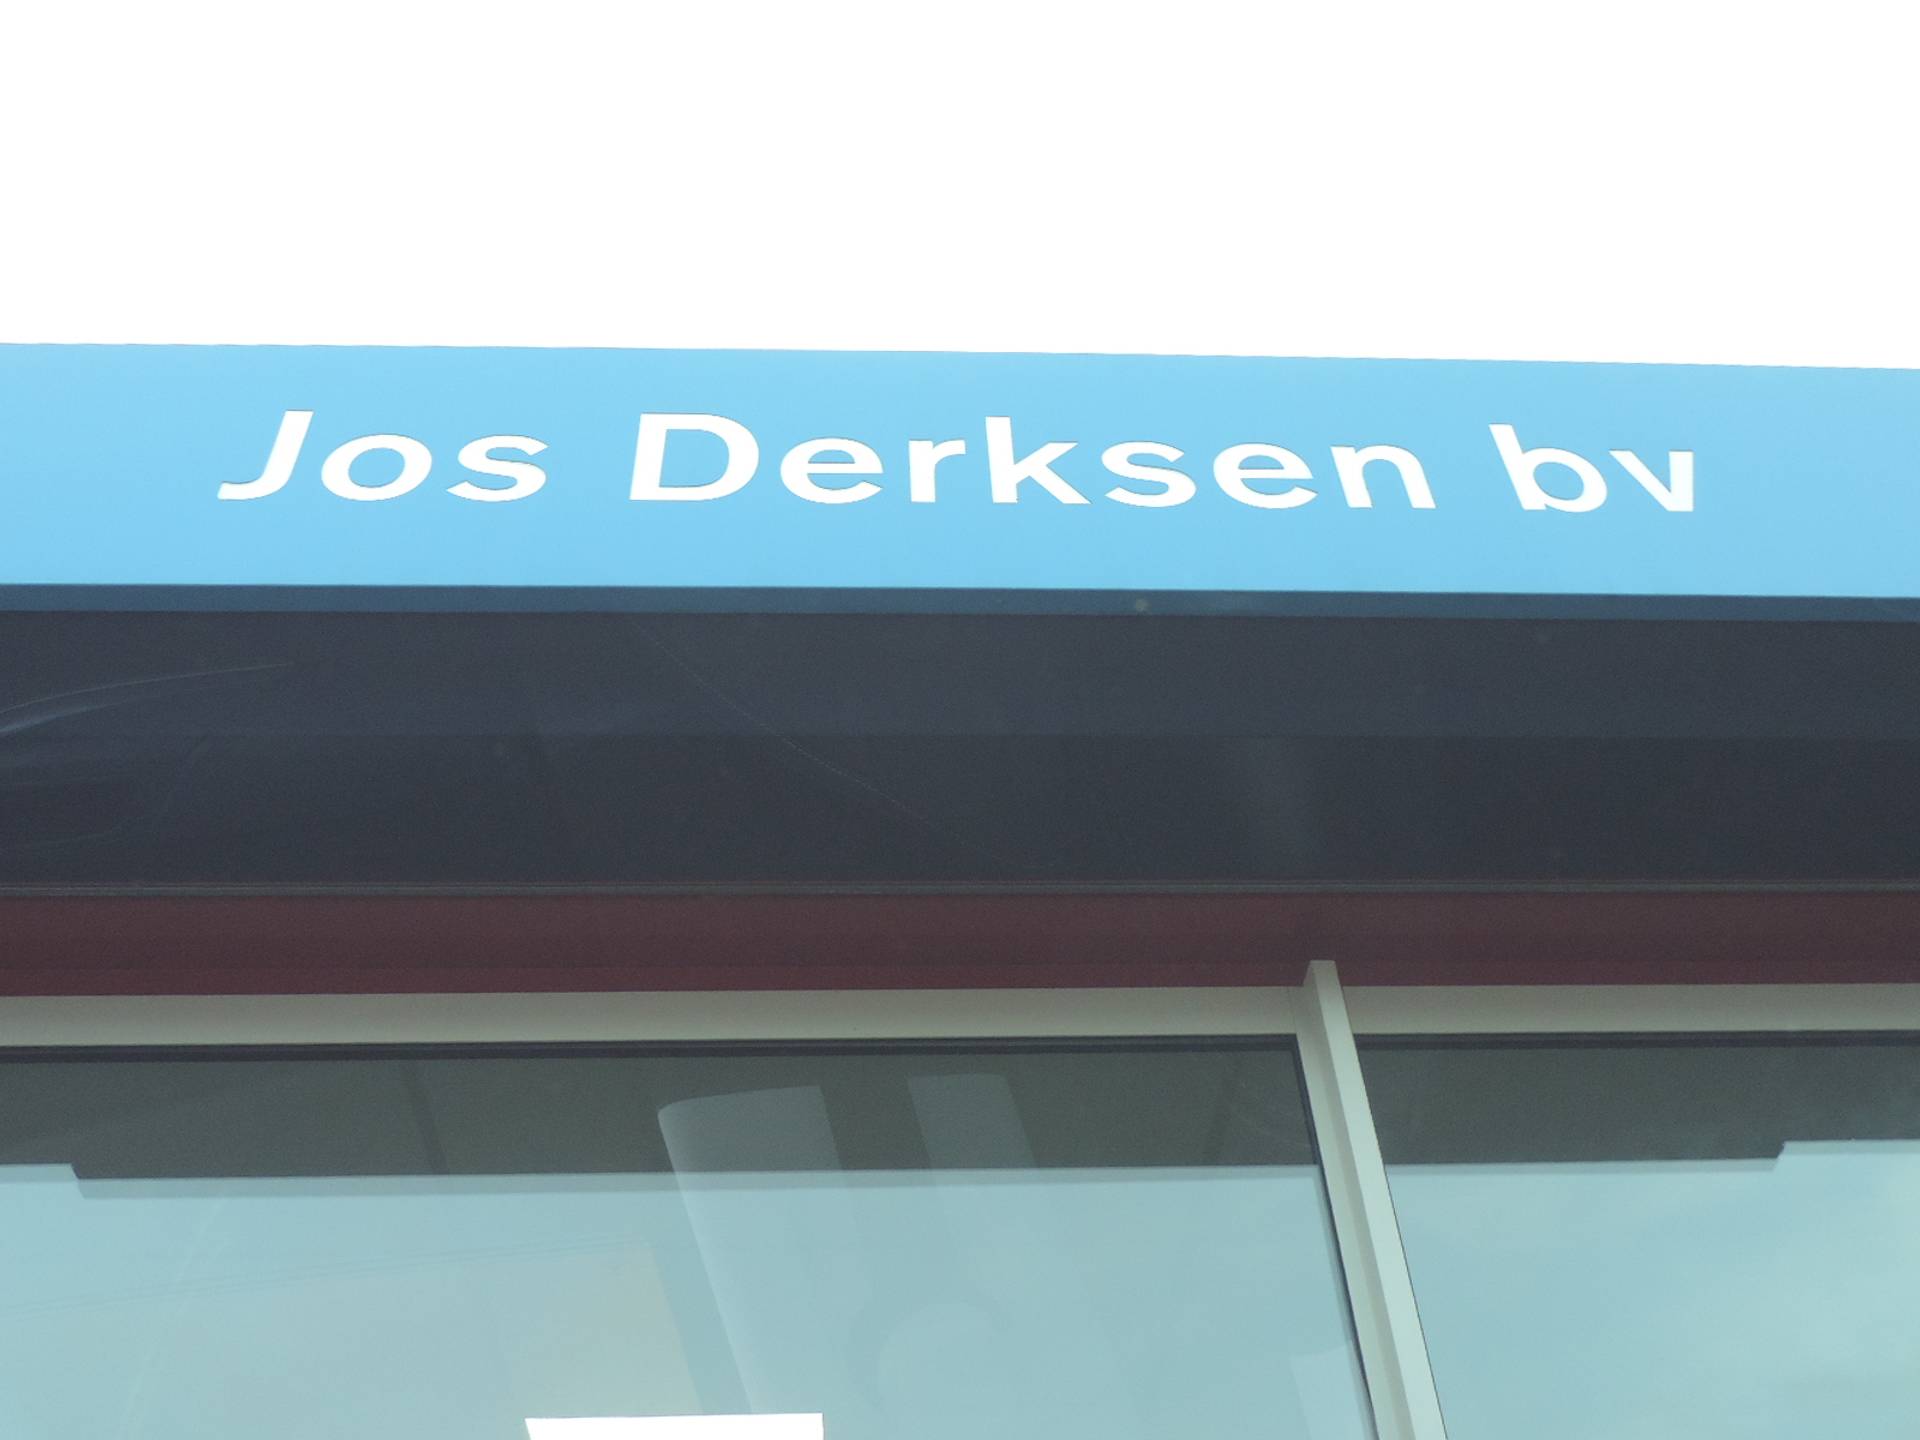 Jos Derksen bv